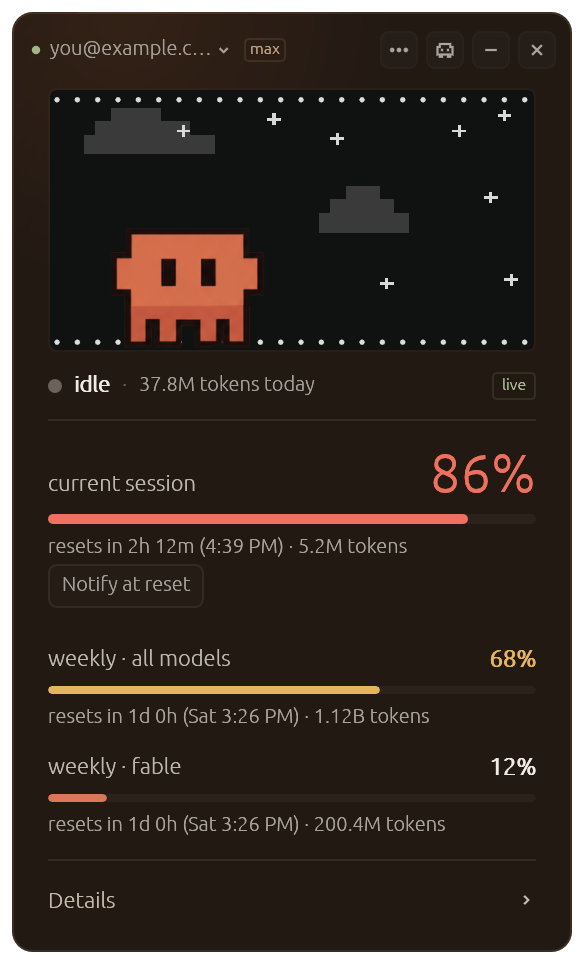 you@example.c... max
idle · 37.8M tokens today live
current session 86%
resets in 2h 12m (4:39 PM) · 5.2M tokens
Notify at reset
weekly · all models 68%
resets in 1d 0h (Sat 3:26 PM) · 1.12B tokens
weekly · fable 12%
resets in 1d 0h (Sat 3:26 PM) · 200.4M tokens
Details